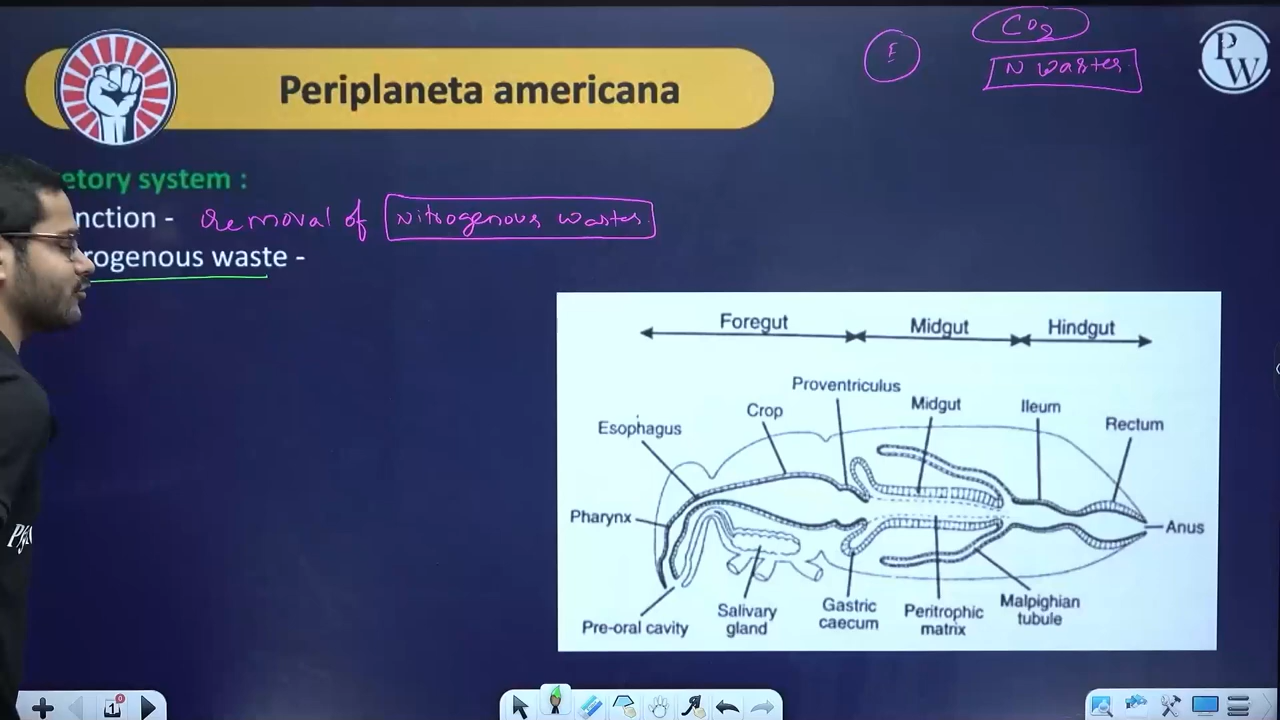 CO2
E
N wastes
PW
Periplaneta americana
etory system :
nction - removal of Nitrogenous wastes
rogenous waste -
Foregut Midgut Hindgut
Proventriculus
Midgut
Ileum
Crop
Rectum
Esophagus
Pharynx
Anus
Salivary
gland
Gastric
caecum
Peritrophic
matrix
Malpighian
tubule
Pre-oral cavity
1